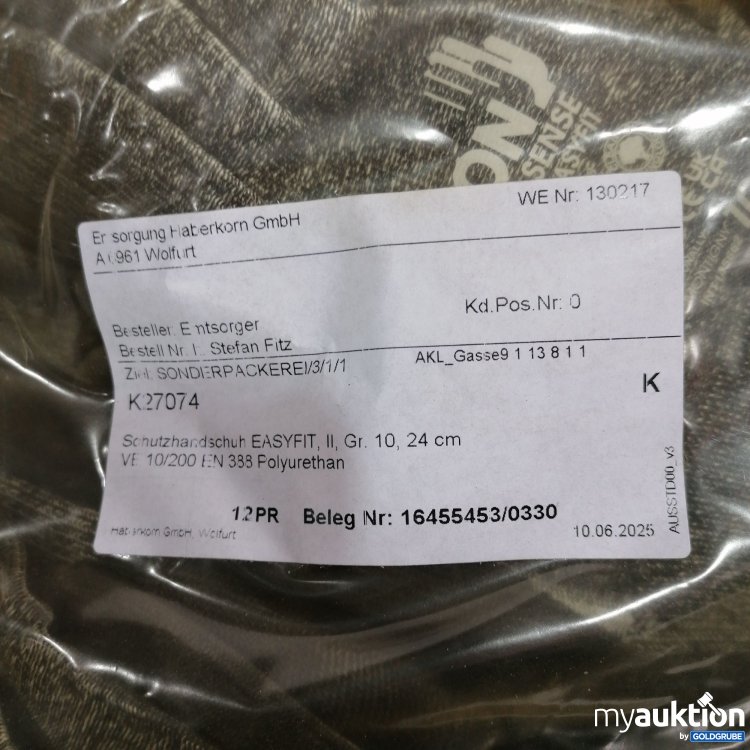 ON
SENSE
EASYFIT
WE Nr: 130217
Entsorgung Haberkorn GmbH
A 6961 Wolfurt
Kd.Pos.Nr: 0
Besteller: Entsorger
Bestell Nr. Stefan Fitz
Ziel: SONDERPACKEREI/3/1/1
AKL_Gasse9 1 13 8 1 1
K
K27074
Schutzhandschuh EASYFIT, II, Gr. 10, 24 cm
VE 10/200 EN 388 Polyurethan
12PR Beleg Nr: 16455453/0330
Haberkorn GmbH, Wolfurt
10.06.2025
AUSSTD00_v3
myauktion
by GOLDGRUBE